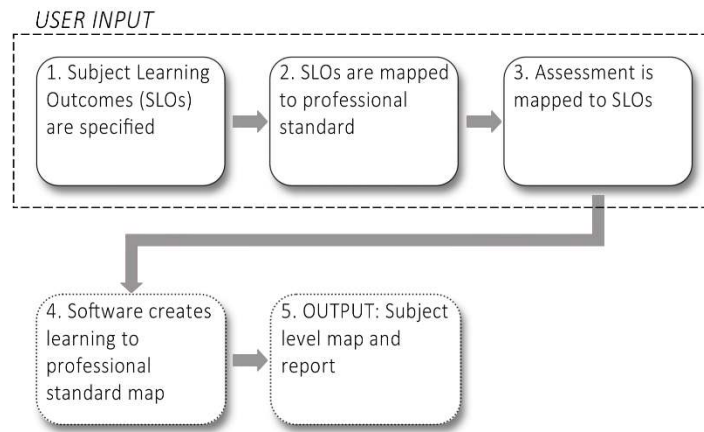 USER INPUT
1. Subject Learning
Outcomes (SLOs)
are specified
2. SLOs are mapped
to professional
standard
3. Assessment is
mapped to SLOs
4. Software creates
learning to
professional
standard map
5. OUTPUT: Subject
level map and
report